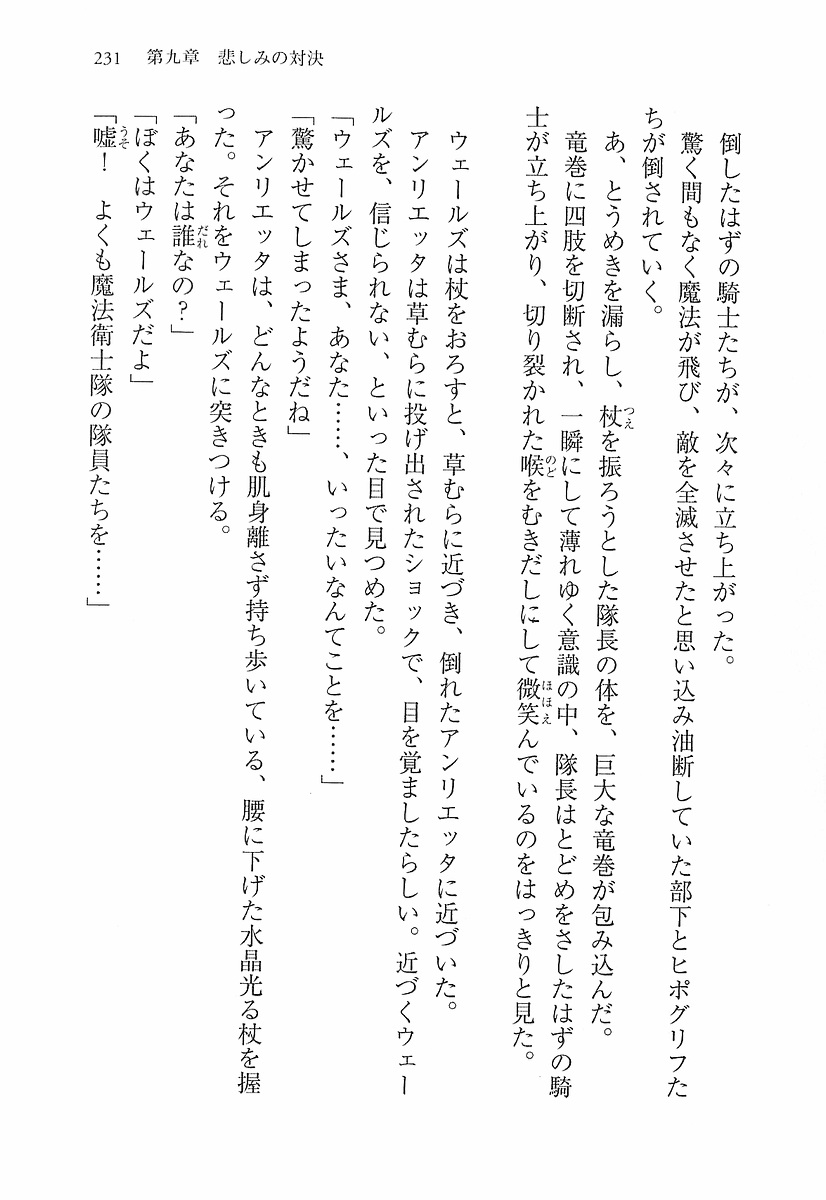 231　第九章　悲しみの対決
　倒したはずの騎士たちが、次々に立ち上がった。
　驚く間もなく魔法が飛び、敵を全滅させたと思い込み油断していた部下とヒポグリフた
ちが倒されていく。
　あ、とうめきを漏らし、杖を振ろうとした隊長の体を、巨大な竜巻が包み込んだ。
　竜巻に四肢を切断され、一瞬にして薄れゆく意識の中、隊長はとどめをさしたはずの騎
士が立ち上がり、切り裂かれた喉をむきだしにして微笑んでいるのをはっきりと見た。
　ウェールズは杖をおろすと、草むらに近づき、倒れたアンリエッタに近づいた。
　アンリエッタは草むらに投げ出されたショックで、目を覚ましたらしい。近づくウェー
ルズを、信じられない、といった目で見つめた。
「ウェールズさま、あなた……、いったいなんてことを……」
「驚かせてしまったようだね」
　アンリエッタは、どんなときも肌身離さず持ち歩いている、腰に下げた水晶光る杖を握
った。それをウェールズに突きつける。
「あなたは誰なの？」
「ぼくはウェールズだよ」
「嘘！　よくも魔法衛士隊の隊員たちを……」